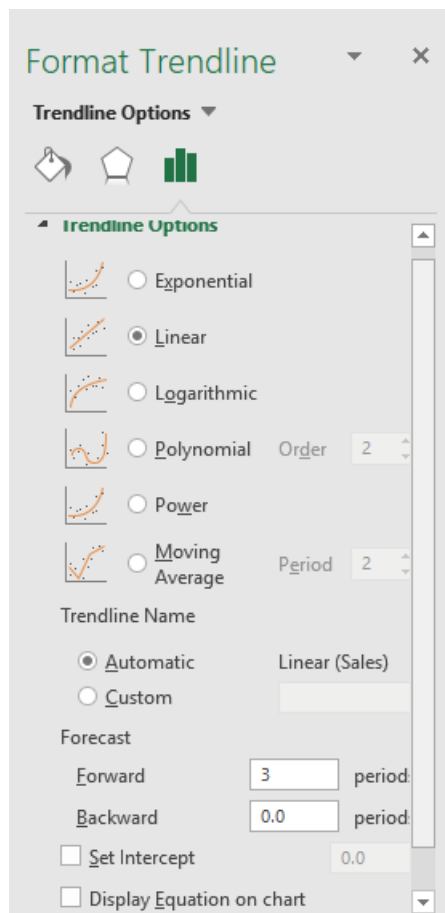 Format Trendline
Trendline Options
Trendline Options
Exponential
Linear
Logarithmic
Polynomial Order 2
Power
Moving
Average Period 2
Trendline Name
Automatic Linear (Sales)
Custom
Forecast
Forward 3 period
Backward 0.0 period
Set Intercept 0.0
Display Equation on chart